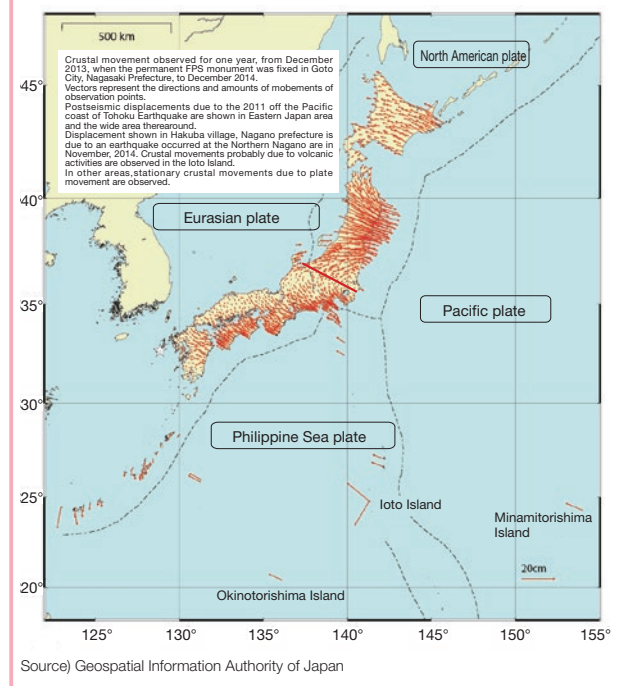 500 km
North American plate
Crustal movement observed for one year, from December
2013, when the permanent FPS monument was fixed in Goto
City, Nagasaki Prefecture, to December 2014.
Vectors represent the directions and amounts of mobements of
observation points.
Postseismic displacements due to the 2011 off the Pacific
coast of Tohoku Earthquake are shown in Eastern Japan area
and the wide area therearound.
Displacement shown in Hakuba village, Nagano prefecture is
due to an earthquake occurred at the Northern Nagano are in
November, 2014. Crustal movements probably due to volcanic
activities are observed in the Ioto Island.
In other areas,stationary crustal movements due to plate
movement are observed.
45°
40°
Eurasian plate
35°
Pacific plate
30°
Philippine Sea plate
25°
Ioto Island
Minamitorishima
Island
20cm
20°
Okinotorishima Island
125°
130°
135°
140°
145°
150°
155°
Source) Geospatial Information Authority of Japan